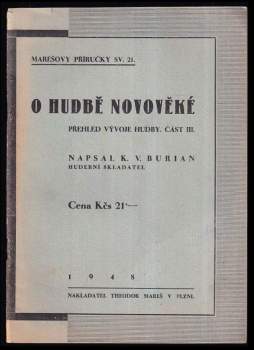 MAREŠOVY PŘÍRUČKY SV. 21.
O HUDBĚ NOVOVĚKÉ
PŘEHLED VÝVOJE HUDBY. ČÁST III.
NAPSAL K. V. BURIAN
HUDEBNÍ SKLADATEL
Cena Kčs 21·—
1948
NAKLADATEL THEODOR MAREŠ V PLZNI.